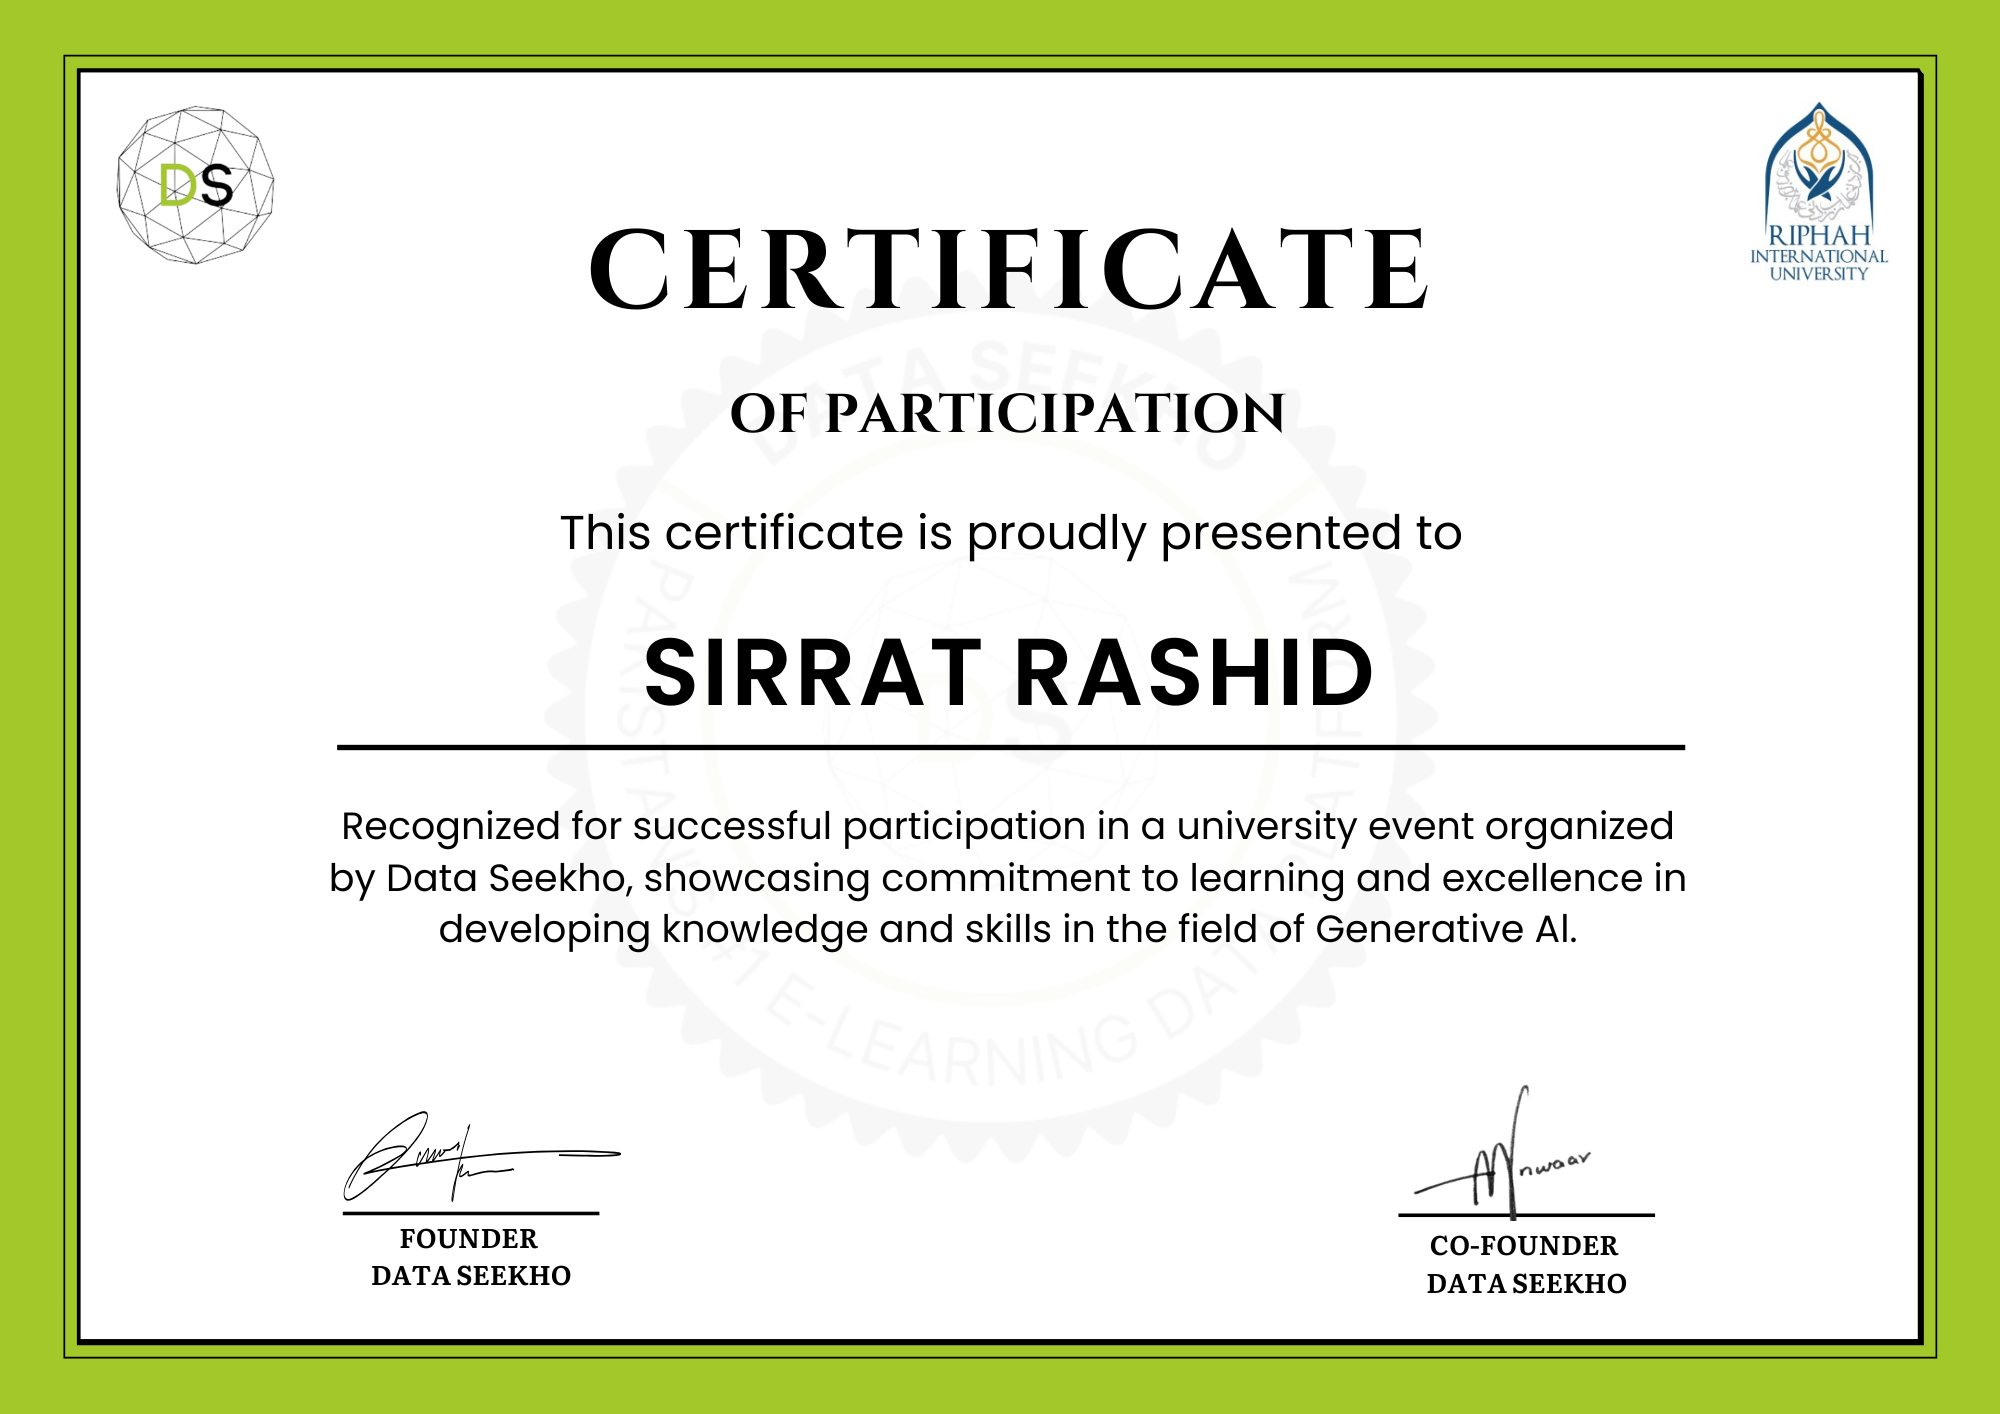 DS
RIPHAH
INTERNATIONAL
UNIVERSITY
CERTIFICATE
OF PARTICIPATION
This certificate is proudly presented to
SIRRAT RASHID
Recognized for successful participation in a university event organized
by Data Seekho, showcasing commitment to learning and excellence in
developing knowledge and skills in the field of Generative AI.
DATA SEEKHO
PAKISTAN'S #1 E-LEARNING DATA PLATFORM
DS
FOUNDER
DATA SEEKHO
Anwaar
CO-FOUNDER
DATA SEEKHO